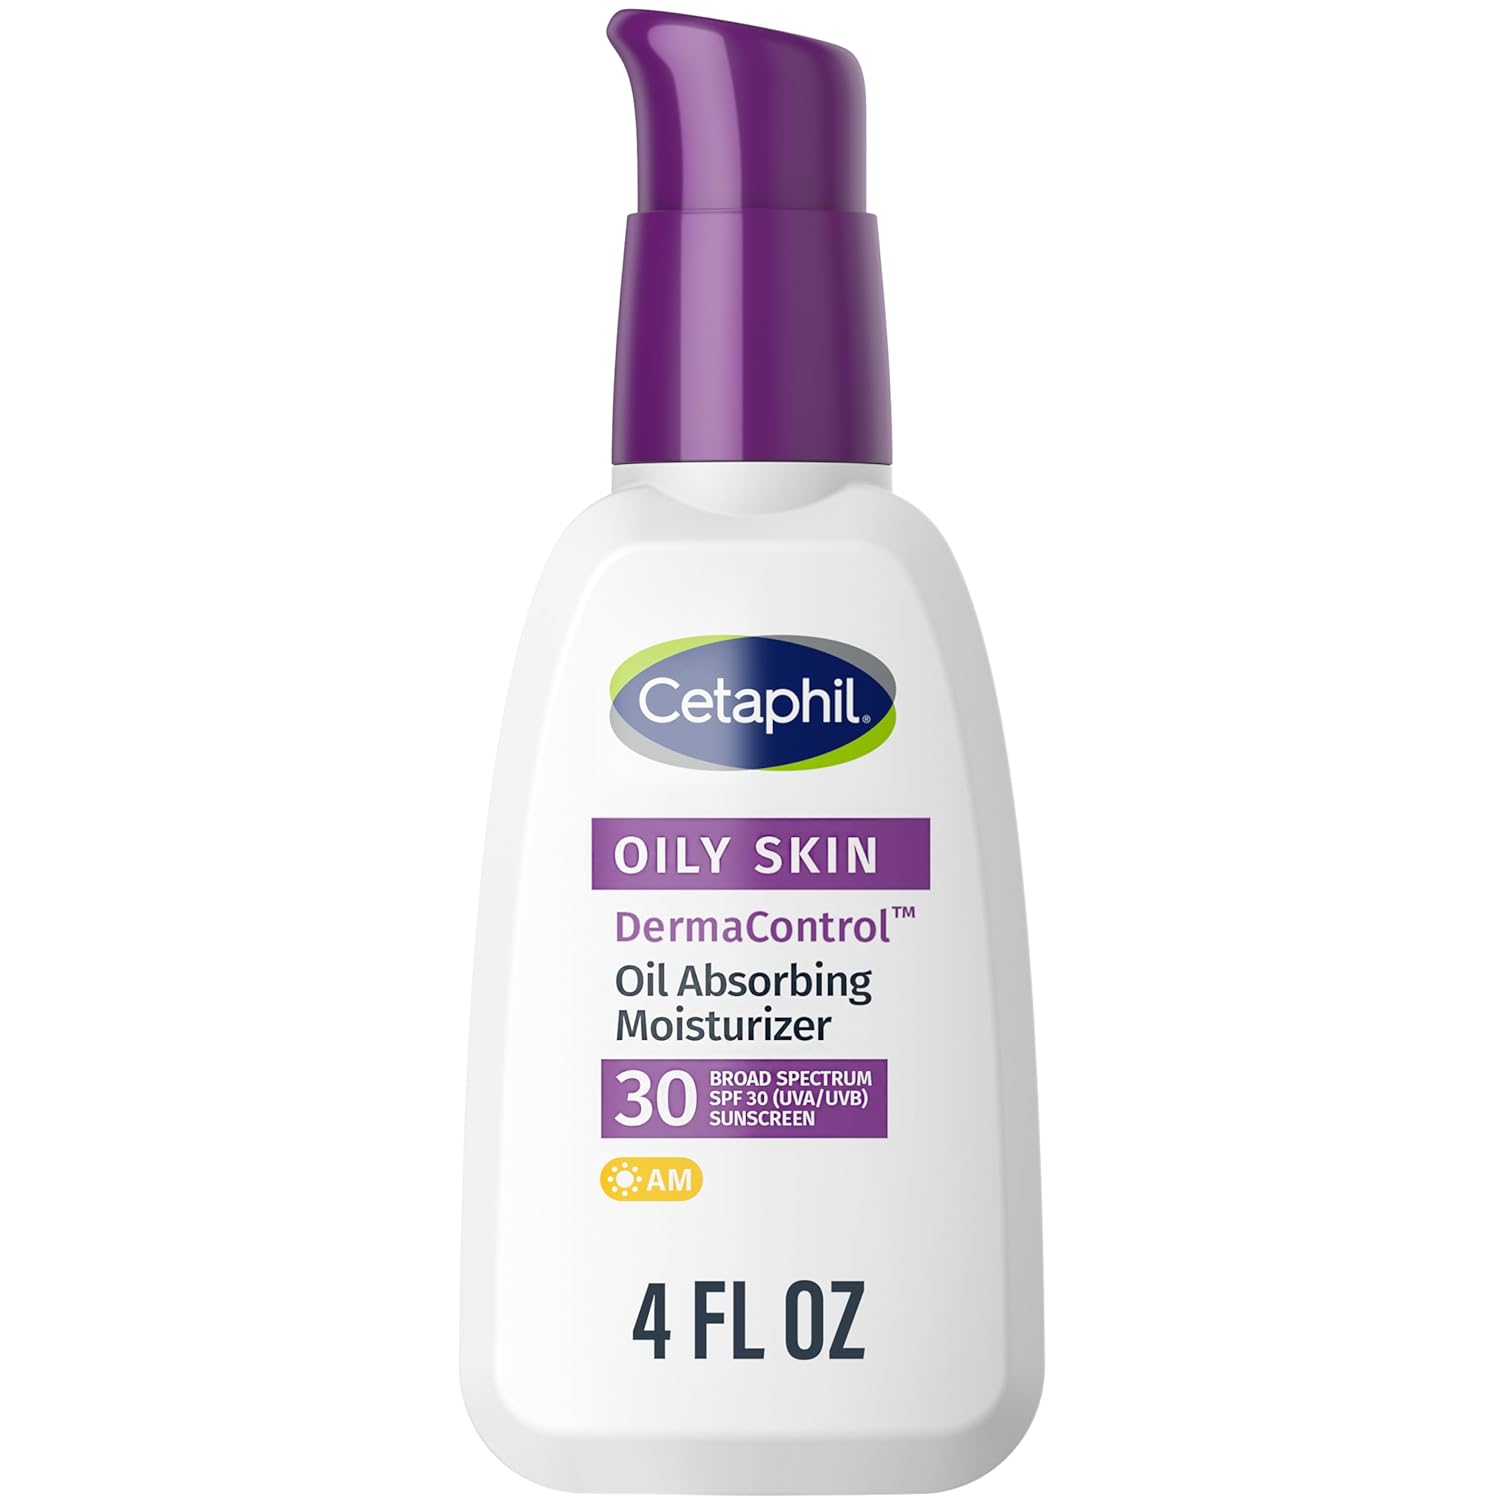 Cetaphil®
OILY SKIN
DermaControl™
Oil Absorbing
Moisturizer
30
BROAD SPECTRUM
SPF 30 (UVA/UVB)
SUNSCREEN
AM
4 FL OZ